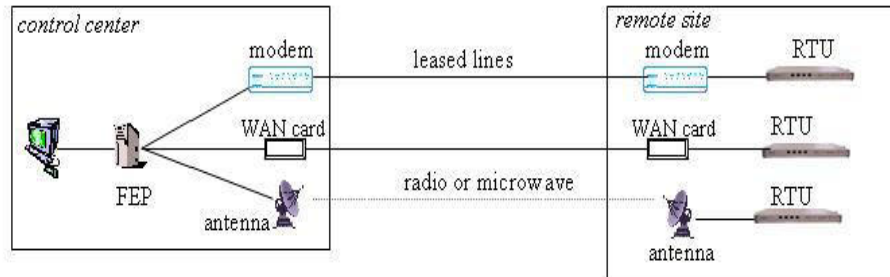 control center
remote site
modem
leased lines
modem
RTU
WAN card
WAN card
RTU
FEP
radio or microwave
RTU
antenna
antenna